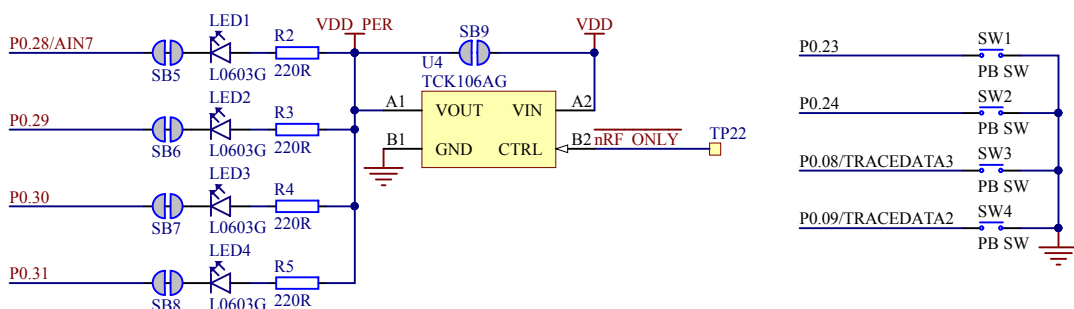 LED1
P0.28/AIN7
R2
SB5
L0603G
220R
LED2
P0.29
R3
SB6
L0603G
220R
LED3
P0.30
R4
SB7
L0603G
220R
LED4
P0.31
R5
SB8
L0603G
220R
VDD_PER
SB9
VDD
U4
TCK106AG
A1
VOUT
VIN
A2
B1
GND
CTRL
B2
nRF_ONLY
TP22
P0.23
SW1
PB SW
P0.24
SW2
PB SW
P0.08/TRACEDATA3
SW3
PB SW
P0.09/TRACEDATA2
SW4
PB SW